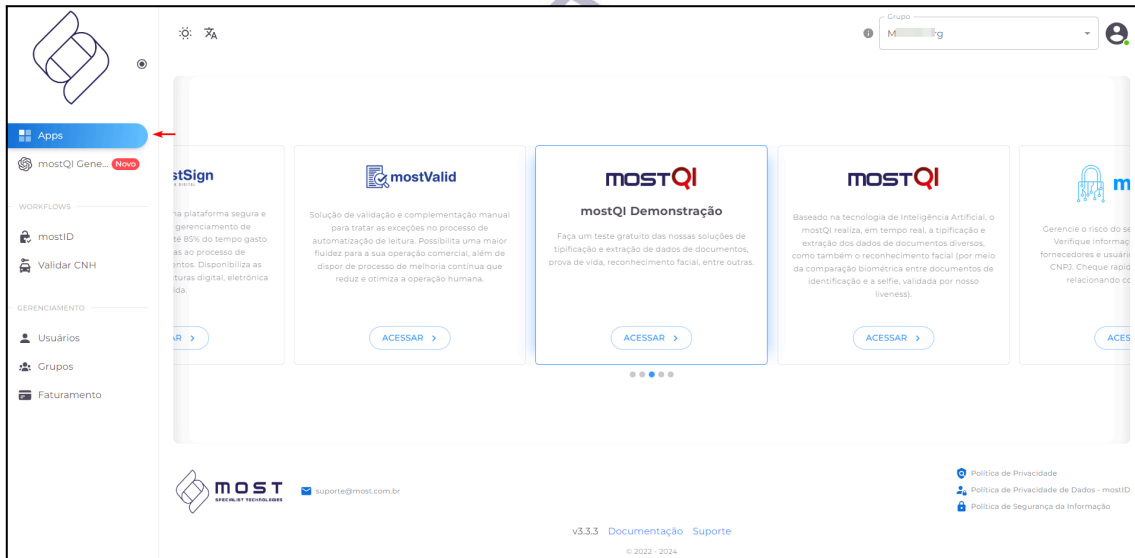 Grupo
Apps
mostQI Gene... Novo
WORKFLOWS
mostID
Validar CNH
GERENCIAMENTO
Usuários
Grupos
Faturamento
stSign
plataforma segura e
gerenciamento de
té 85% do tempo gasto
as ao processo de
entos. Disponibiliza as
turas digital, eletrônica
da.
AR >
mostValid
Solução de validação e complementação manual
para tratar as exceções no processo de
automatização de leitura. Possibilita uma maior
fluidez para a sua operação comercial, além de
dispor de processo de melhoria contínua que
reduz e otimiza a operação humana.
ACESSAR >
mostQI
mostQI Demonstração
Faça um teste gratuito das nossas soluções de
tipificação e extração de dados de documentos,
prova de vida, reconhecimento facial, entre outras.
ACESSAR >
mostQI
Baseado na tecnologia de Inteligência Artificial, o
mostQI realiza, em tempo real, a tipificação e
extração dos dados de documentos diversos,
como também o reconhecimento facial (por meio
da comparação biométrica entre documentos de
identificação e a selfie, validada por nosso
liveness).
ACESSAR >
m
Gerencie o risco do se
Verifique informaç
fornecedores e usuári
CNPJ. Cheque rapid
relacionando co
ACES
MOST
SPECIALIST TECHNOLOGIES
suporte@most.com.br
Política de Privacidade
Política de Privacidade de Dados - mostID
Política de Segurança da Informação
v3.3.3 Documentação Suporte
© 2022 - 2024